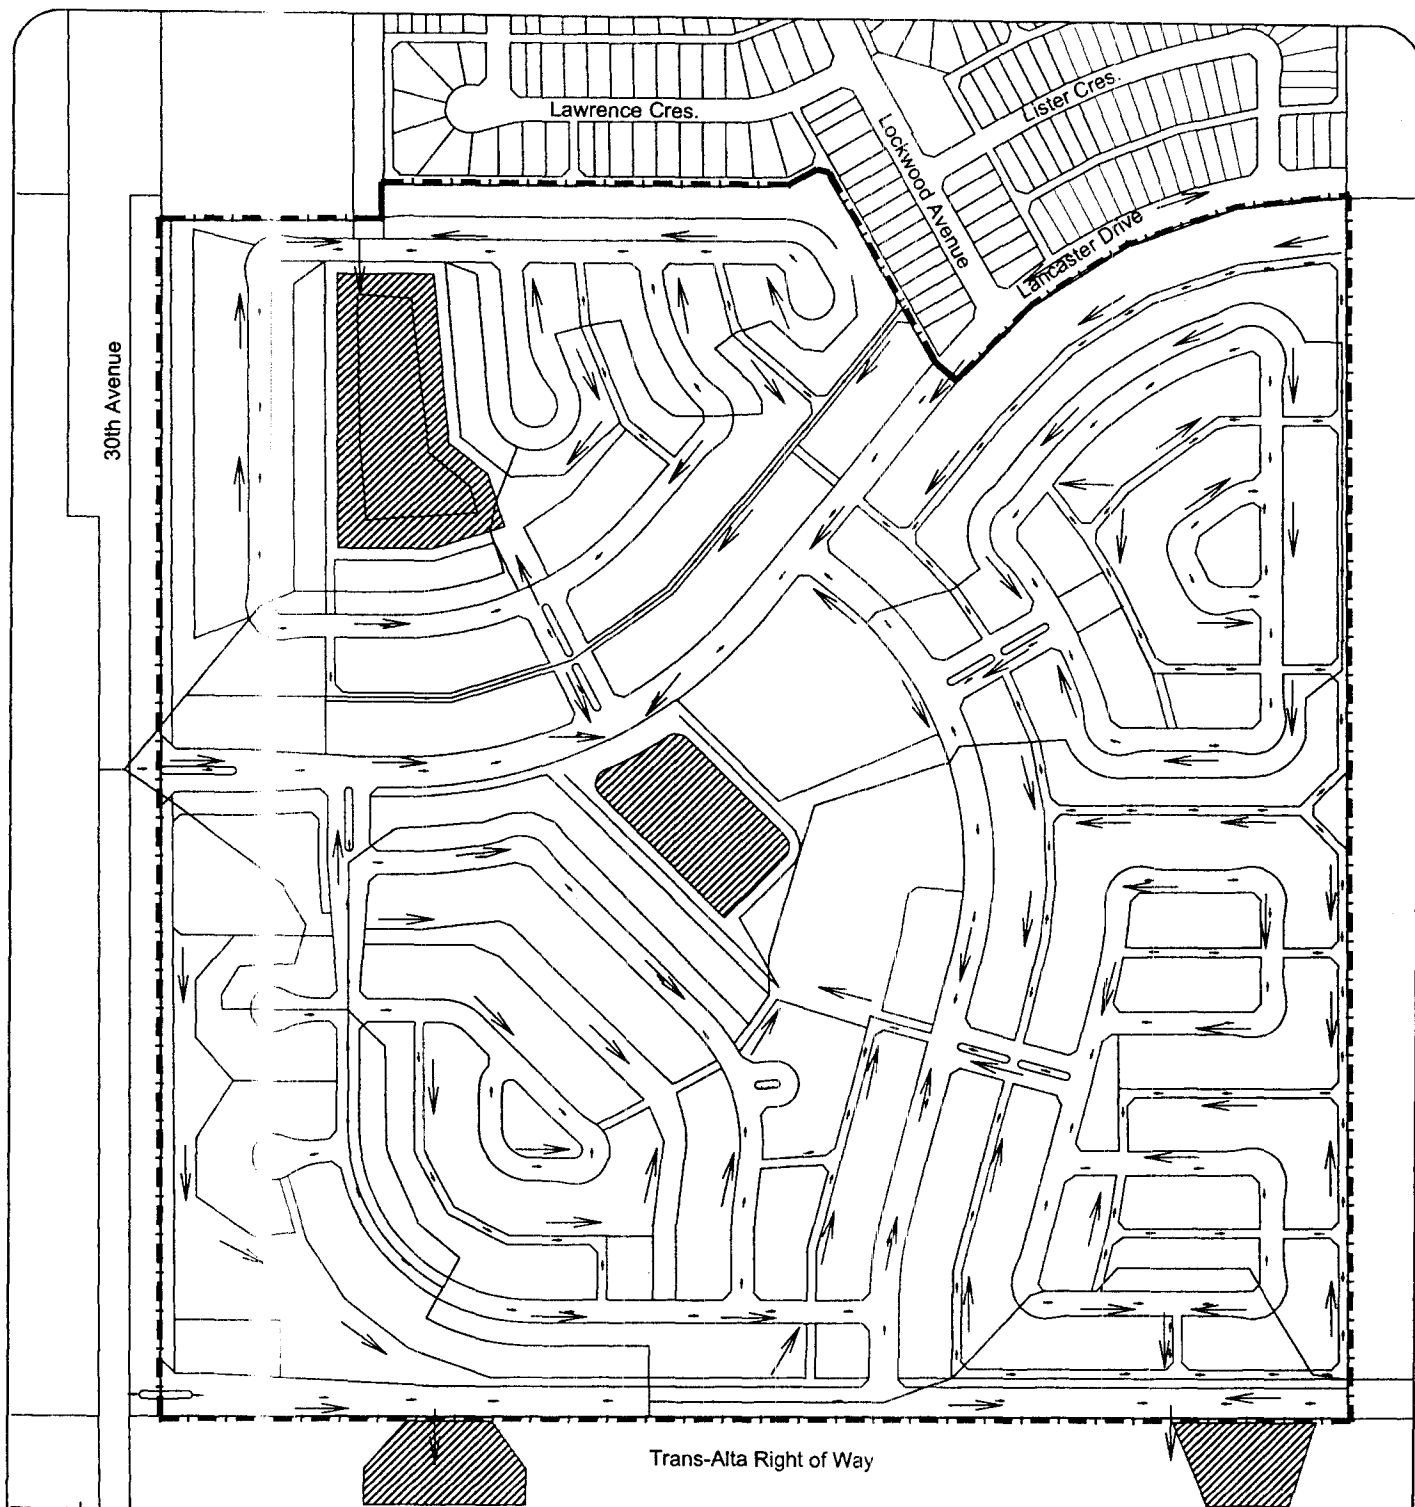 Lawrence Cres.
Lister Cres.
Lockwood Avenue
Lancaster Drive
30th Avenue
Trans-Alta Right of Way